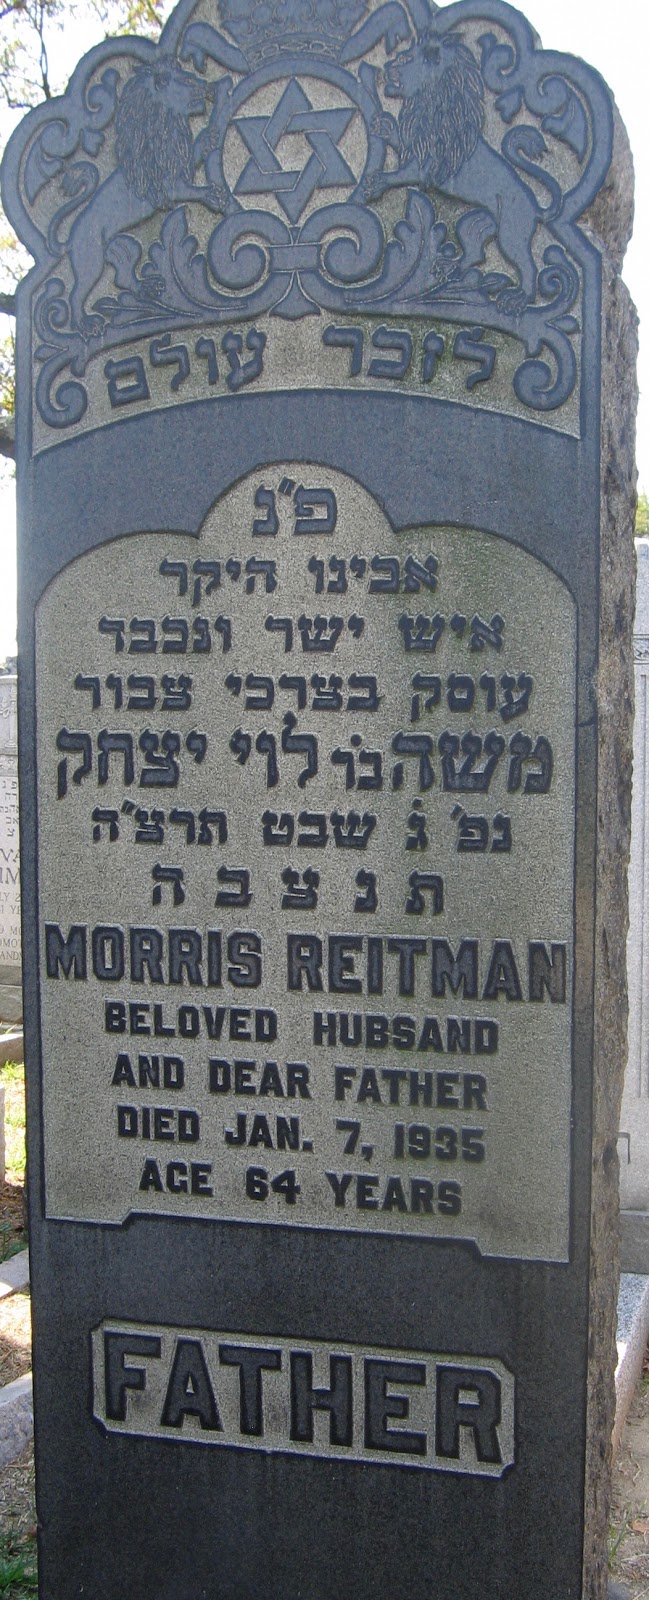 לזכר עולם
פ"נ
אבינו היקר
איש ישר ונכבד
עוסק בצרכי צבור
משה בר לוי יצחק
נפ' ג' שבט תרצ"ה
ת נ צ ב ה
MORRIS REITMAN
BELOVED HUBSAND
AND DEAR FATHER
DIED JAN. 7, 1935
AGE 64 YEARS
FATHER